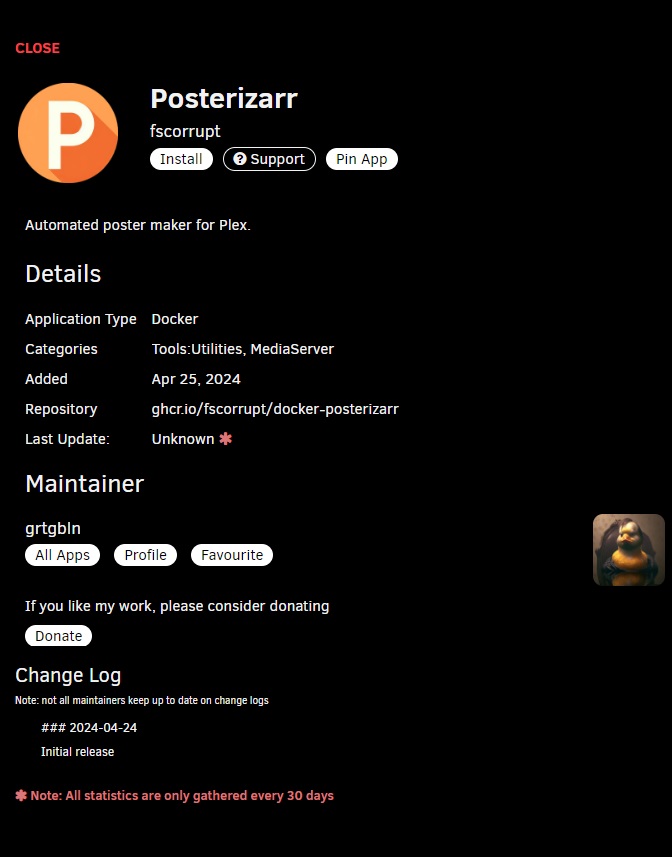 CLOSE
P
Posterizarr
fscorrupt
Install ? Support Pin App
Automated poster maker for Plex.
Details
Application Type Docker
Categories Tools:Utilities, MediaServer
Added Apr 25, 2024
Repository ghcr.io/fscorrupt/docker-posterizarr
Last Update: Unknown ✱
Maintainer
grtgbln
All Apps Profile Favourite
If you like my work, please consider donating
Donate
Change Log
Note: not all maintainers keep up to date on change logs
### 2024-04-24
Initial release
✱ Note: All statistics are only gathered every 30 days